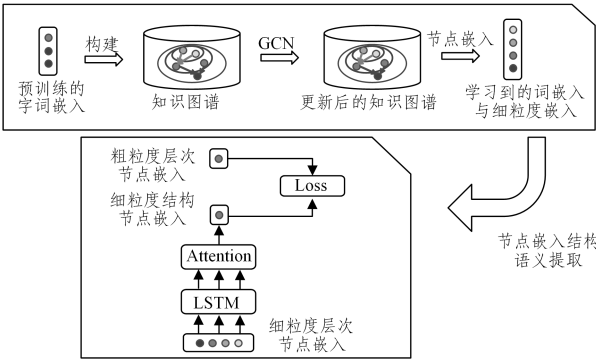 构建
GCN
节点嵌入
预训练的
字词嵌入
知识图谱
更新后的知识图谱
学习到的词嵌入
与细粒度嵌入
粗粒度层次
节点嵌入
Loss
细粒度结构
节点嵌入
Attention
LSTM
细粒度层次
节点嵌入
节点嵌入结构
语义提取